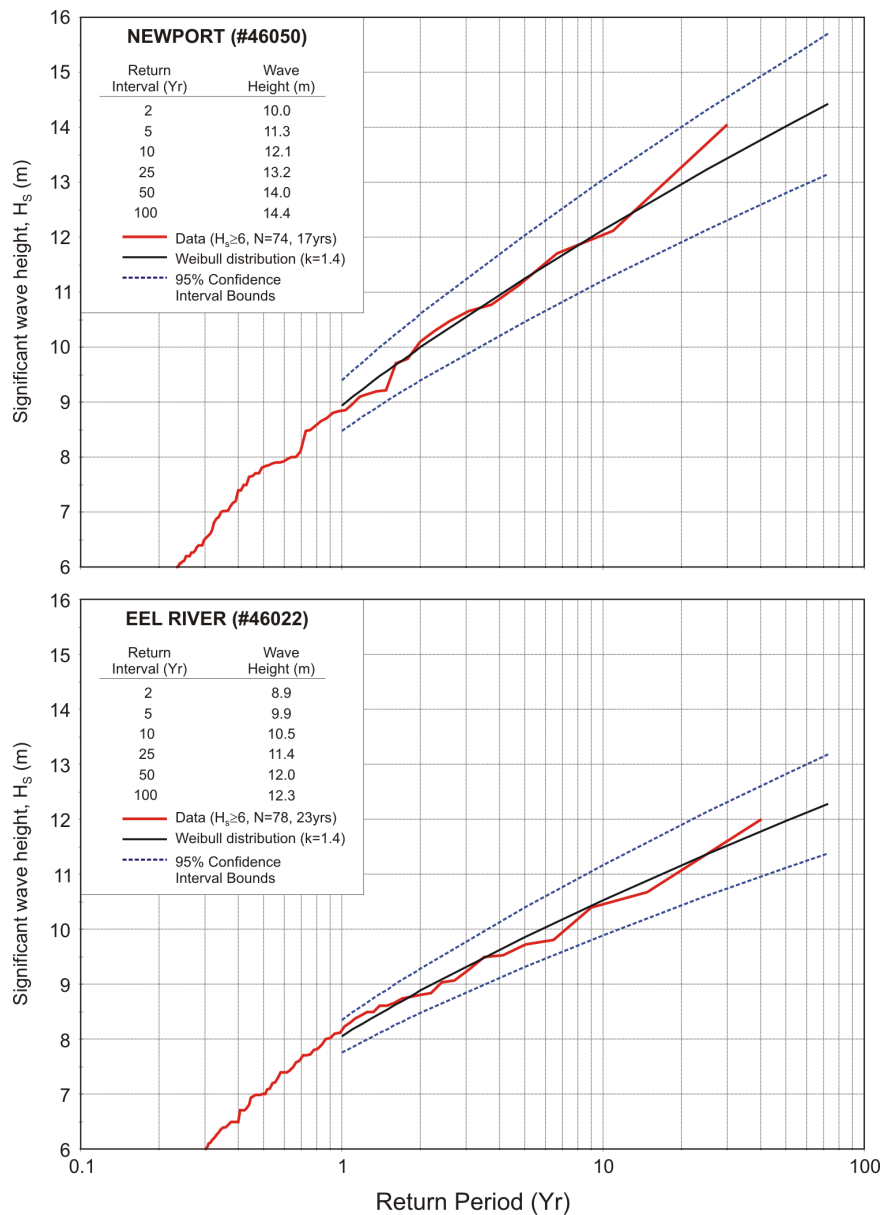 NEWPORT (#46050)
Return Wave
Interval (Yr) Height (m)
2 10.0
5 11.3
10 12.1
25 13.2
50 14.0
100 14.4
Data (Hs≥6, N=74, 17yrs)
Weibull distribution (k=1.4)
95% Confidence
Interval Bounds
16
15
14
13
12
11
10
9
8
7
6
Significant wave height, HS (m)
EEL RIVER (#46022)
Return Wave
Interval (Yr) Height (m)
2 8.9
5 9.9
10 10.5
25 11.4
50 12.0
100 12.3
Data (Hs≥6, N=78, 23yrs)
Weibull distribution (k=1.4)
95% Confidence
Interval Bounds
16
15
14
13
12
11
10
9
8
7
6
Significant wave height, HS (m)
0.1 1 10 100
Return Period (Yr)